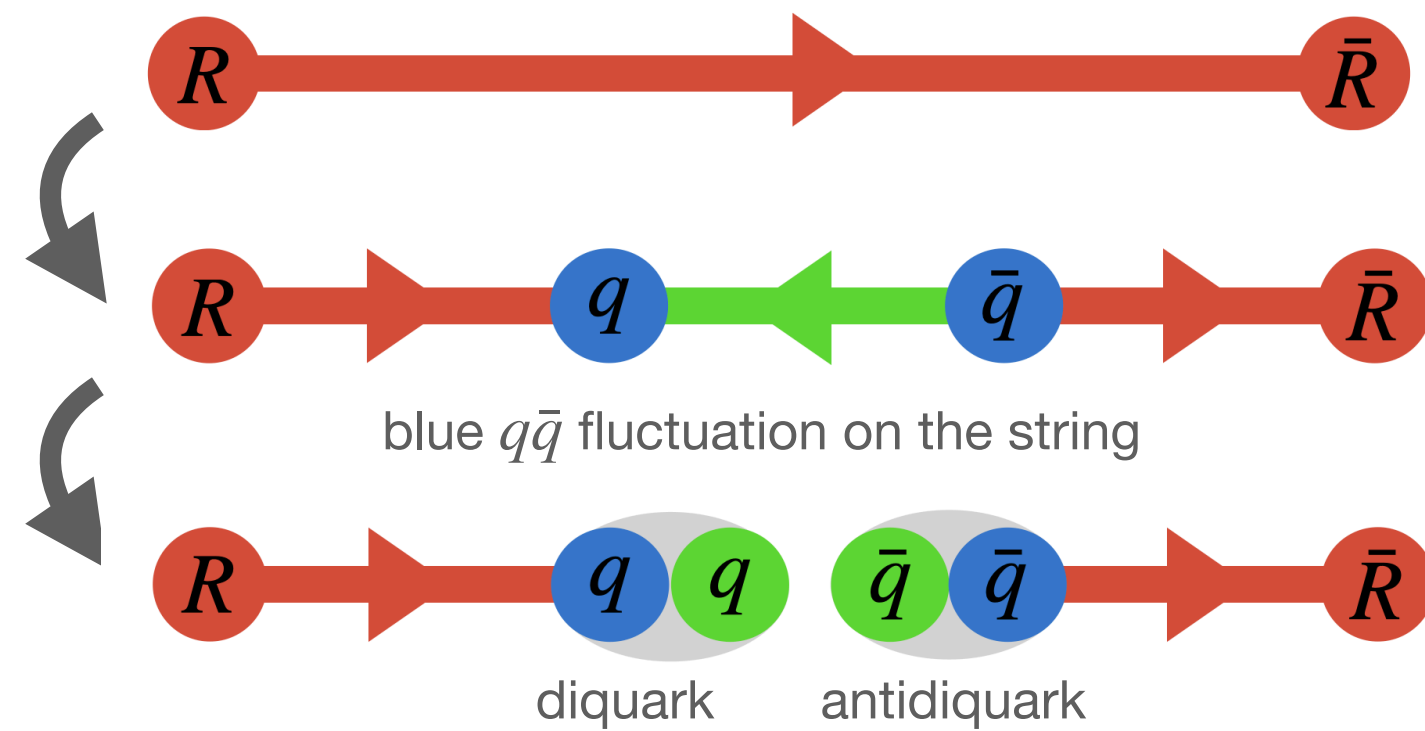 R R̄
R q q̄ R̄
blue qq̄ fluctuation on the string
R q q q̄ q̄ R̄
diquark antidiquark